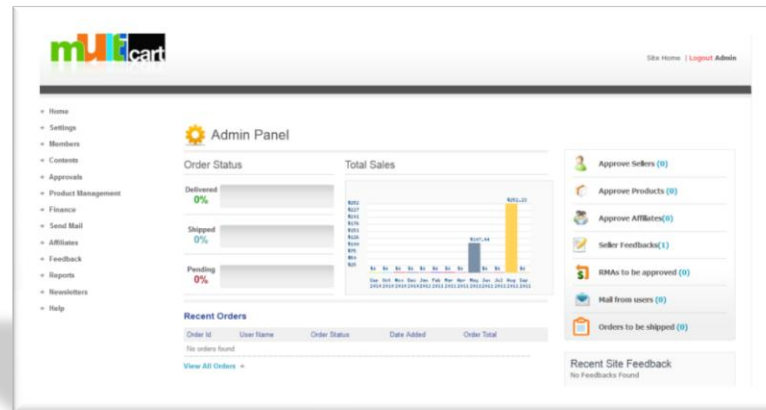 multicart
Site Home | Logout Admin
Home
Settings
Members
Contents
Approvals
Product Management
Finance
Send Mail
Affiliates
Feedback
Reports
Newsletters
Help
Admin Panel
Order Status
Delivered
0%
Shipped
0%
Pending
0%
Total Sales
Recent Orders
Order Id User Name Order Status Date Added Order Total
No orders found
View All Orders
Approve Sellers (0)
Approve Products (0)
Approve Affiliates(0)
Seller Feedbacks(1)
RMAs to be approved (0)
Mail from users (0)
Orders to be shipped (0)
Recent Site Feedback
No Feedbacks Found